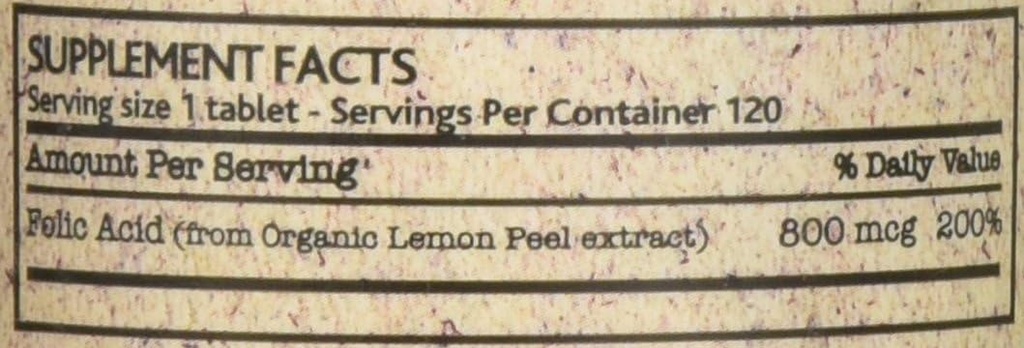 SUPPLEMENT FACTS
Serving size 1 tablet - Servings Per Container 120
Amount Per Serving % Daily Value
Folic Acid (from Organic Lemon Peel extract) 800 mcg 200%